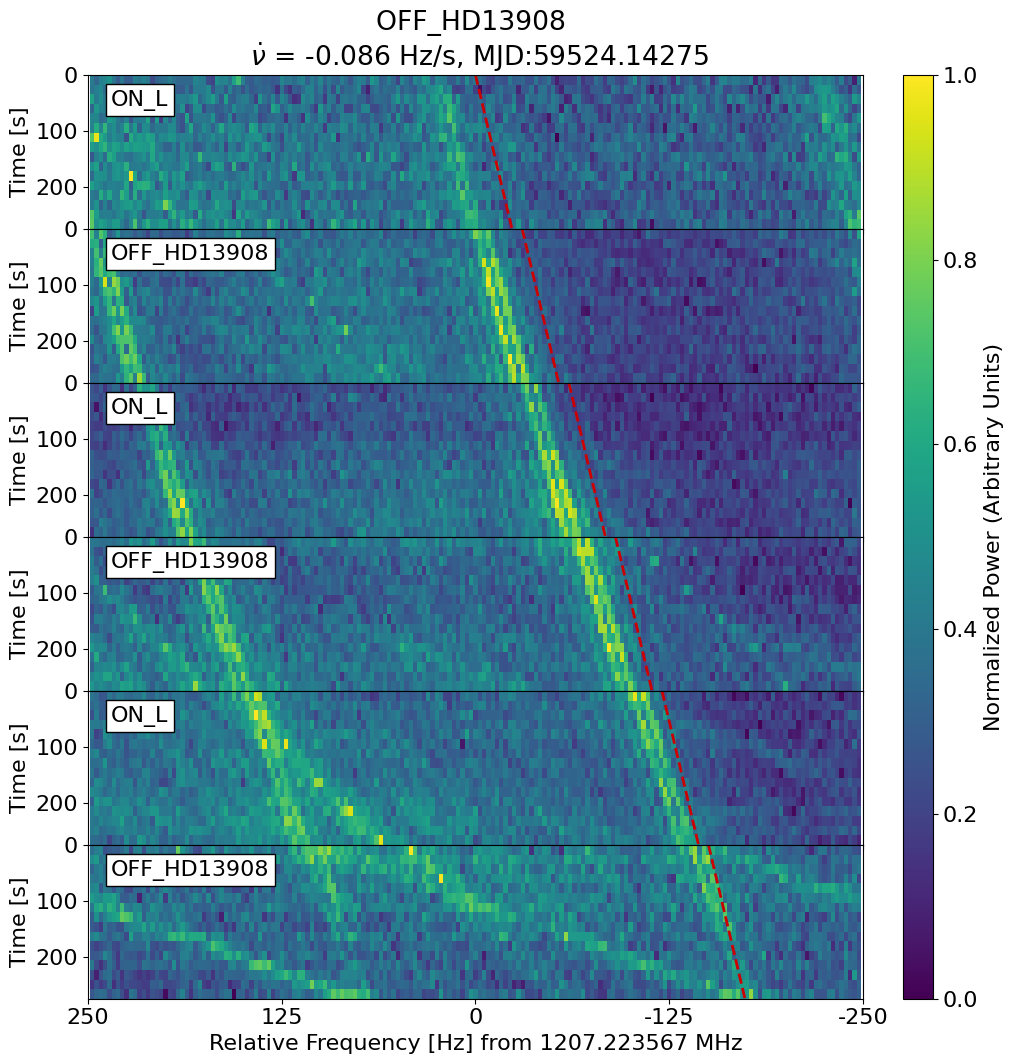 OFF_HD13908
ν̇ = -0.086 Hz/s, MJD:59524.14275
0
100
200
Time [s]
ON_L
0
100
200
Time [s]
OFF_HD13908
0
100
200
Time [s]
ON_L
0
100
200
Time [s]
OFF_HD13908
0
100
200
Time [s]
ON_L
0
100
200
Time [s]
OFF_HD13908
250 125 0 -125 -250
Relative Frequency [Hz] from 1207.223567 MHz
1.0
0.8
0.6
0.4
0.2
0.0
Normalized Power (Arbitrary Units)